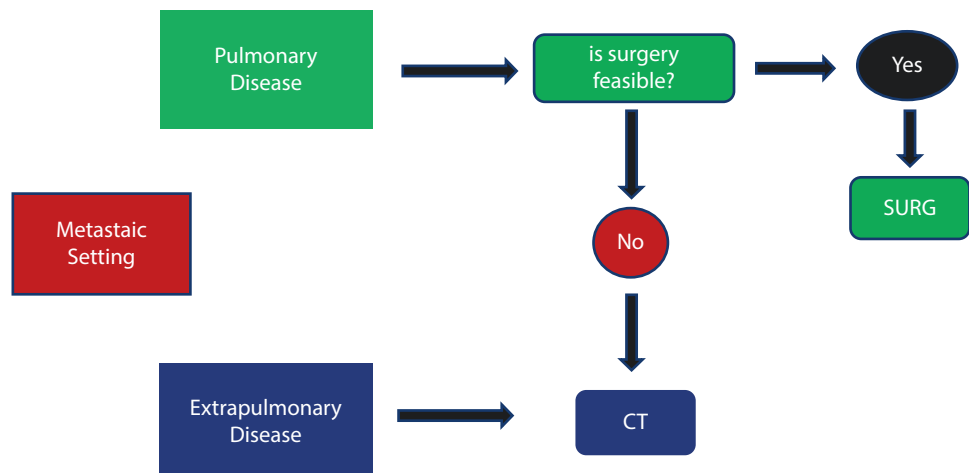 Pulmonary
Disease
is surgery
feasible?
Yes
SURG
Metastaic
Setting
No
Extrapulmonary
Disease
CT